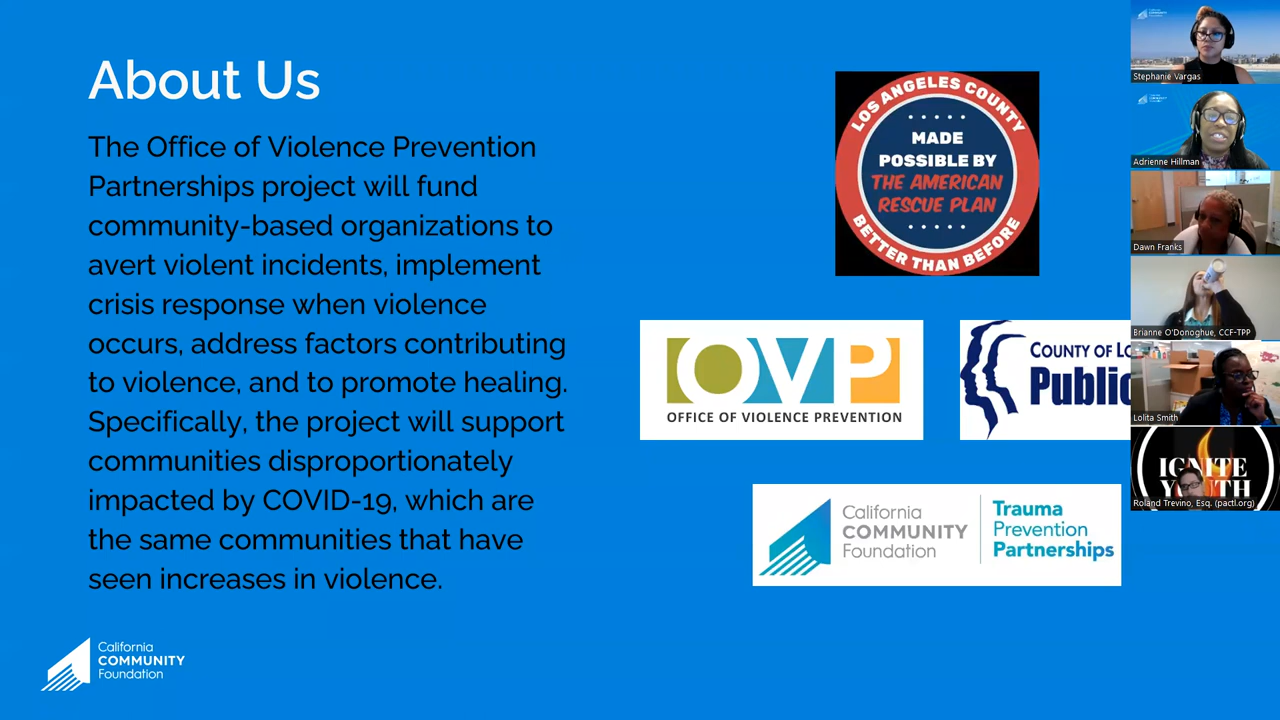 About Us
The Office of Violence Prevention
Partnerships project will fund
community-based organizations to
avert violent incidents, implement
crisis response when violence
occurs, address factors contributing
to violence, and to promote healing.
Specifically, the project will support
communities disproportionately
impacted by COVID-19, which are
the same communities that have
seen increases in violence.
California
COMMUNITY
Foundation
LOS ANGELES COUNTY
MADE
POSSIBLE BY
THE AMERICAN
RESCUE PLAN
BETTER THAN BEFORE
OVP
OFFICE OF VIOLENCE PREVENTION
COUNTY OF LO
Public
California
COMMUNITY
Foundation
Trauma
Prevention
Partnerships
Stephanie Vargas
Adrienne Hillman
Dawn Franks
Brianne O'Donoghue, CCF-TPP
Lolita Smith
IGNITE
YOUTH
Roland Trevino, Esq. (pactl.org)